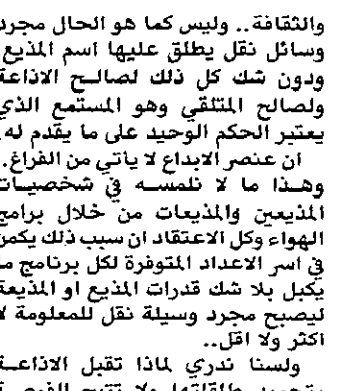 والثقافة.. وليس كما هو الحال مجرد
وسائل نقل يطلق عليها اسم المذيع
ودون شك كل ذلك لصالح الاذاعة
ولصالح المتلقي وهو المستمع الذي
يعتبر الحكم الوحيد على ما يقدم له
ان عنصر الابداع لا ياتي من الفراغ.
وهذا ما لا نلمسه في شخصيات
المذيعين والمذيعات من خلال برامج
الهواء وكل الاعتقاد ان سبب ذلك يكمن
في اسر الاعداد المتوفرة لكل برنامج ما
يكبل بلا شك قدرات المذيع او المذيعة
ليصبح مجرد وسيلة نقل للمعلومة لا
اكثر ولا اقل..
ولسنا ندري لماذا تقبل الاذاعة
طاقاتها ولا تتيح الفرصة